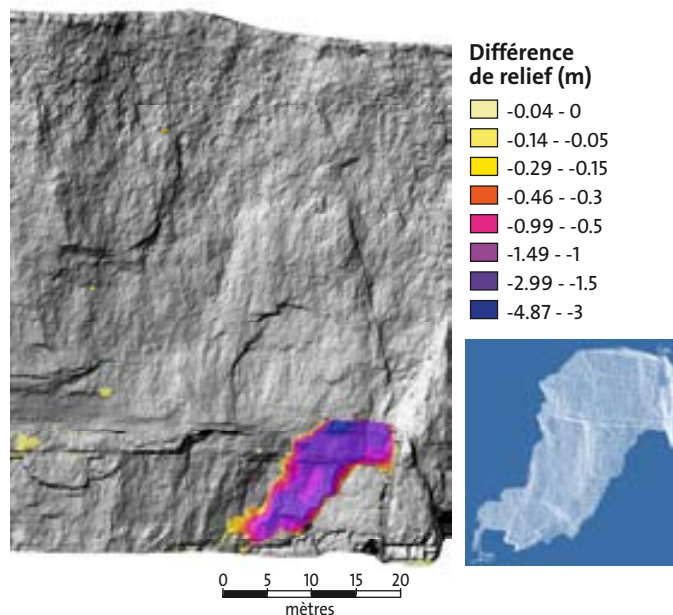 Différence
de relief (m)
-0.04 - 0
-0.14 - -0.05
-0.29 - -0.15
-0.46 - -0.3
-0.99 - -0.5
-1.49 - -1
-2.99 - -1.5
-4.87 - -3
0 5 10 15 20
mètres